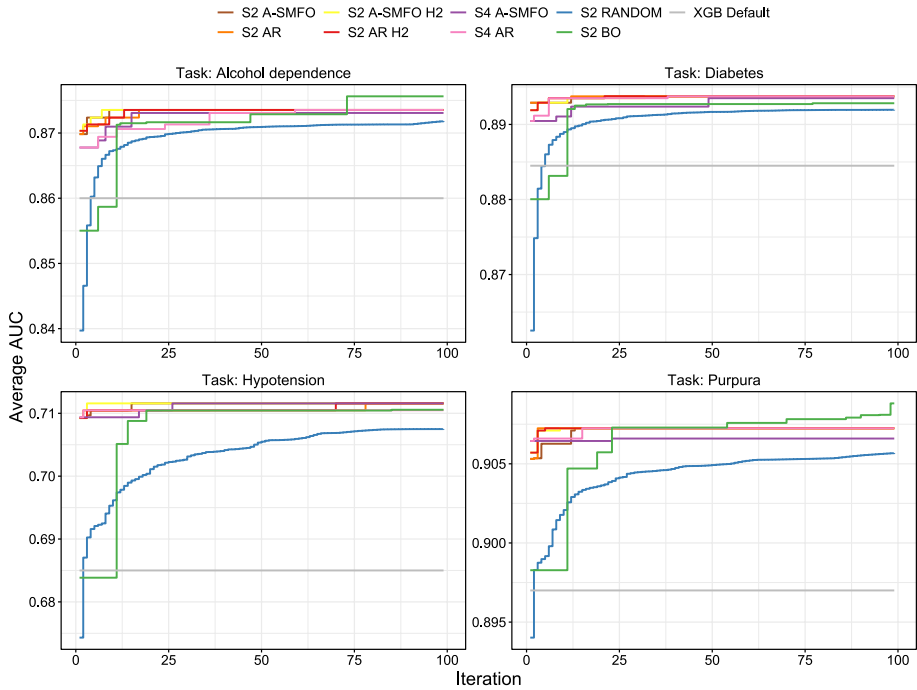 S2 A-SMFO S2 A-SMFO H2 S4 A-SMFO S2 RANDOM XGB Default
S2 AR S2 AR H2 S4 AR S2 BO
Task: Alcohol dependence Task: Diabetes
0.87
0.86
0.85
0.84
0 25 50 75 100
0.89
0.88
0.87
0 25 50 75 100
Average AUC
Task: Hypotension Task: Purpura
0.71
0.70
0.69
0.68
0 25 50 75 100
0.905
0.900
0.895
0 25 50 75 100
Iteration